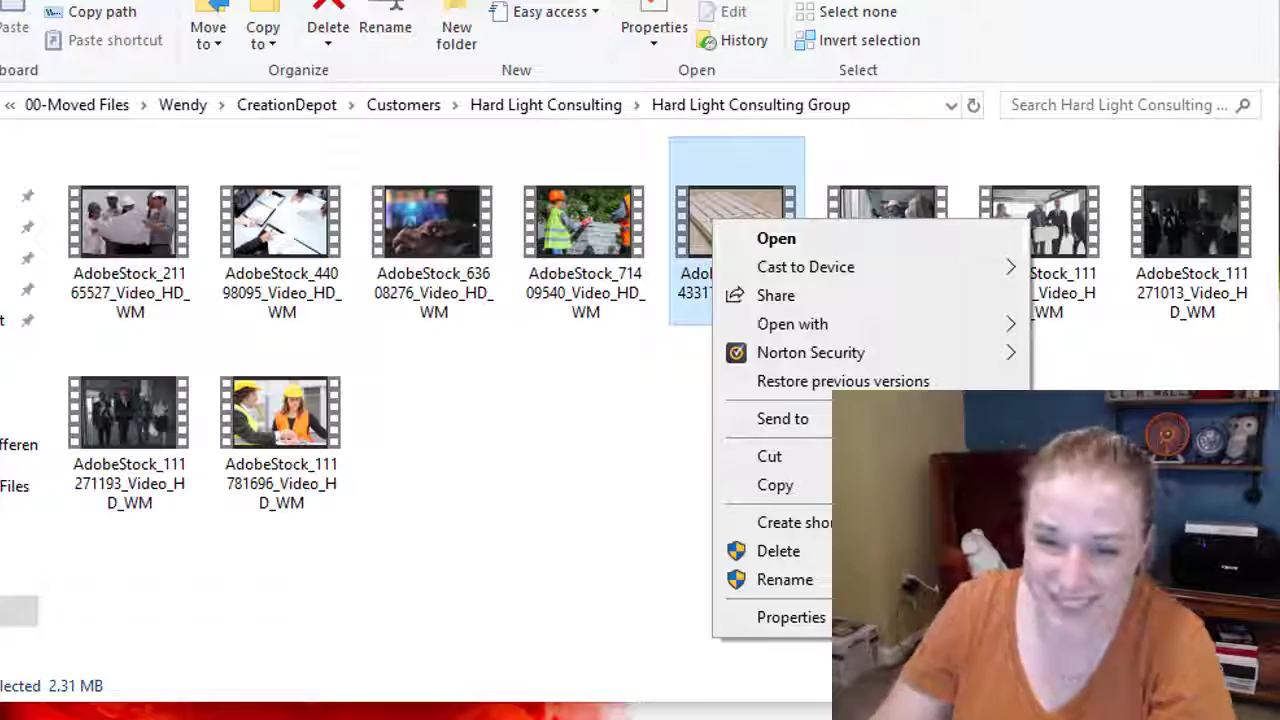 Copy path
Paste shortcut
Move to
Copy to
Delete
Rename
New folder
Easy access
Properties
Edit
History
Select none
Invert selection
Organize
New
Open
Select
« 00-Moved Files > Wendy > CreationDepot > Customers > Hard Light Consulting > Hard Light Consulting Group
Search Hard Light Consulting ...
AdobeStock_211
65527_Video_HD_
WM
AdobeStock_440
98095_Video_HD_
WM
AdobeStock_636
08276_Video_HD_
WM
AdobeStock_714
09540_Video_HD_
WM
AdobeStock_111
271013_Video_H
D_WM
AdobeStock_111
271193_Video_H
D_WM
AdobeStock_111
781696_Video_H
D_WM
Open
Cast to Device
Share
Open with
Norton Security
Restore previous versions
Send to
Cut
Copy
Delete
Rename
Properties
Files
2.31 MB